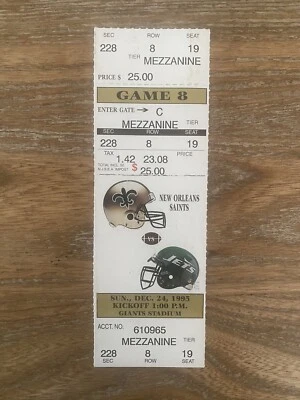 SEC ROW SEAT
228 8 19
TIER MEZZANINE
PRICE $ 25.00
GAME 8
ENTER GATE → C
MEZZANINE TIER
SEC ROW SEAT
228 8 19
TAX 1.42 23.08 PRICE
$ 25.00
NEW ORLEANS
SAINTS
VS
JETS
SUN., DEC. 24, 1995
KICKOFF 1:00 P.M.
GIANTS STADIUM
ACCT. NO: 610965
MEZZANINE TIER
228 8 19
SEC ROW SEAT